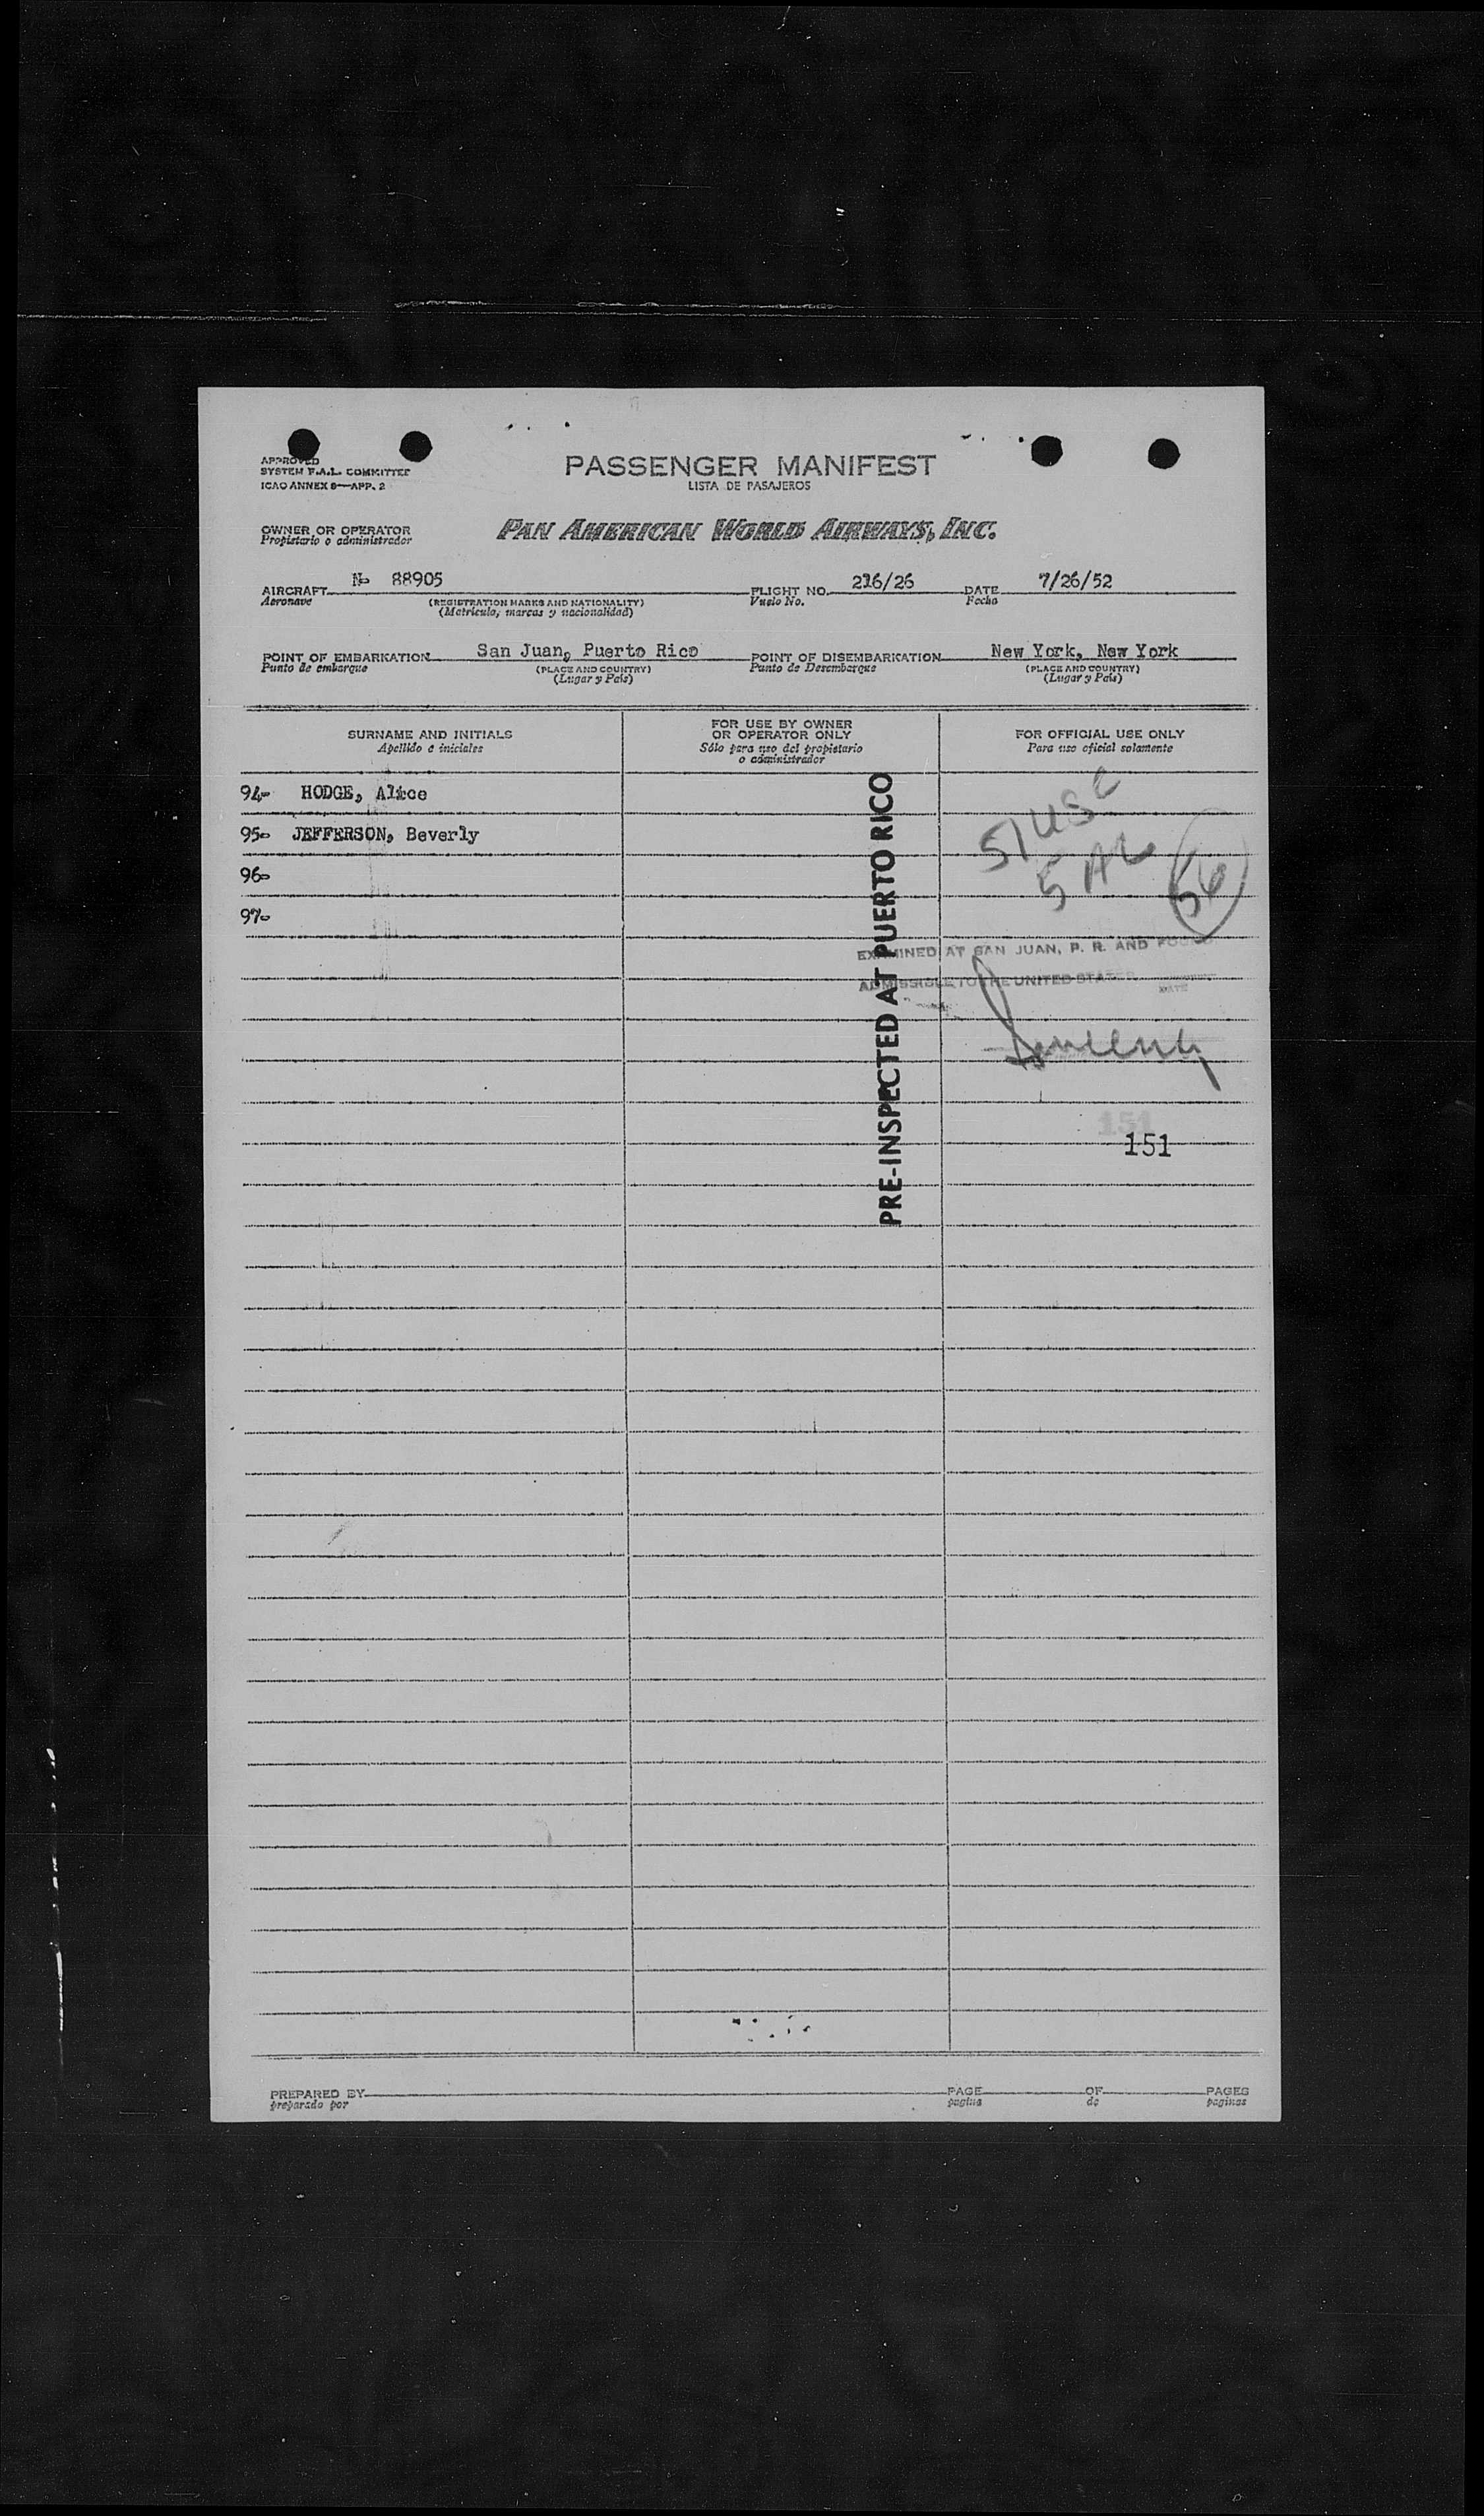 APPROVED
SYSTEM F.A.L. COMMITTEE
ICAO ANNEX 9—APP. 2
PASSENGER MANIFEST
LISTA DE PASAJEROS
OWNER OR OPERATOR
Propietario o administrador
PAN AMERICAN WORLD AIRWAYS, INC.
AIRCRAFT N- 88905 FLIGHT NO. 216/26 DATE 7/26/52
Aeronave (REGISTRATION MARKS AND NATIONALITY) Vuelo No. Fecha
(Matrícula, marcas y nacionalidad)
POINT OF EMBARKATION San Juan, Puerto Rico POINT OF DISEMBARKATION New York, New York
Punto de embarque (PLACE AND COUNTRY) Punto de Desembarque (PLACE AND COUNTRY)
(Lugar y País) (Lugar y País)
SURNAME AND INITIALS
Apellido e iniciales
FOR USE BY OWNER
OR OPERATOR ONLY
Sólo para uso del propietario
o administrador
FOR OFFICIAL USE ONLY
Para uso oficial solamente
94- HODGE, Alice
95- JEFFERSON, Beverly
96-
97-
PRE-INSPECTED AT PUERTO RICO
51 USC
5 AL
56
EXAMINED AT SAN JUAN, P. R. AND FOUND
ADMISSIBLE TO THE UNITED STATES
DATE
151
151
PREPARED BY PAGE OF PAGES
preparado por pagina de paginas